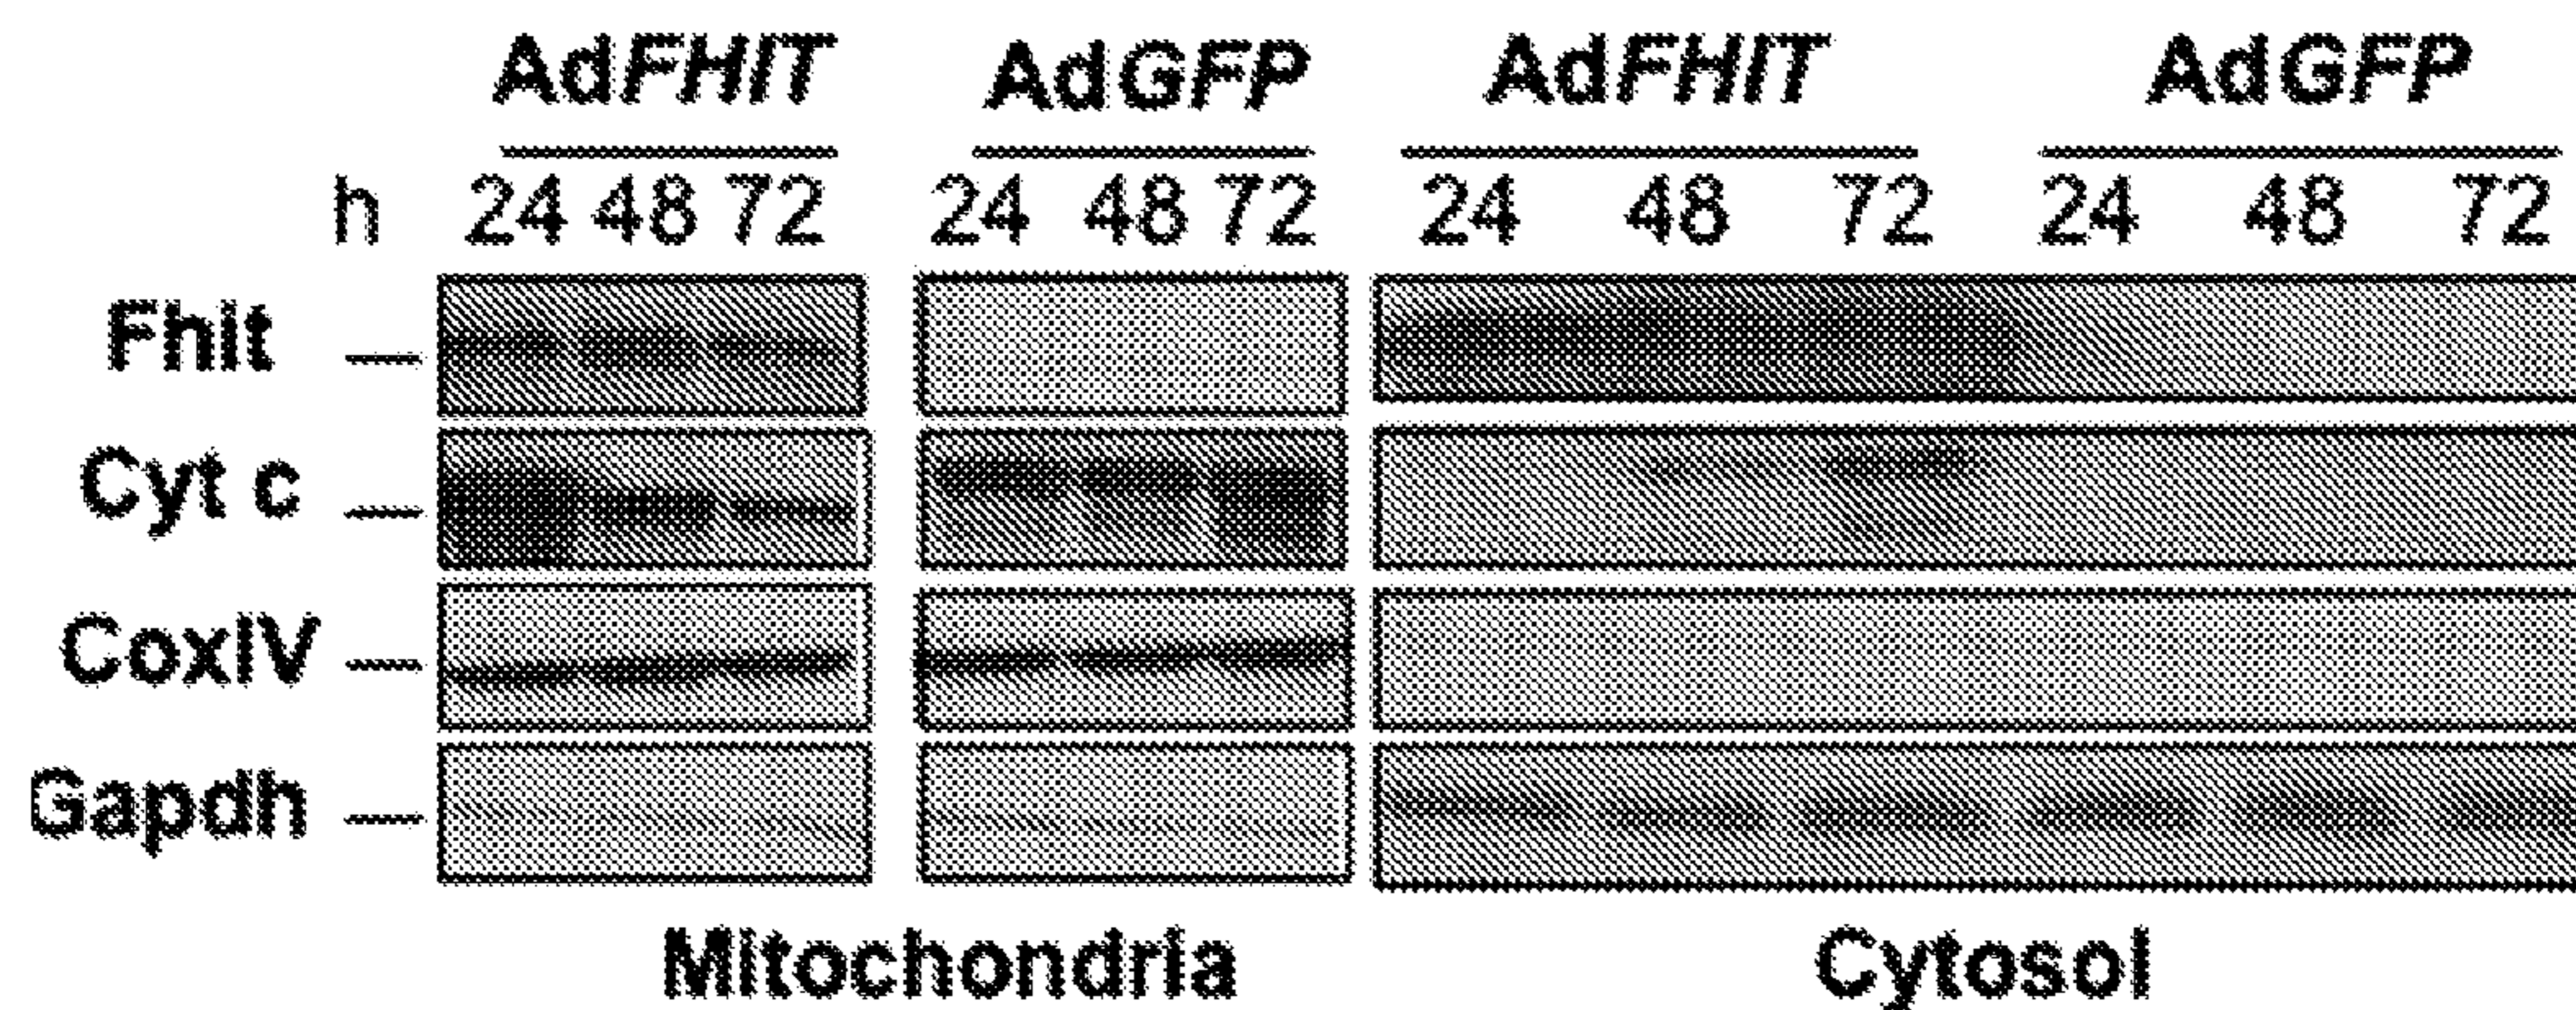 AdFHIT AdGFP AdFHIT AdGFP
h 24 48 72 24 48 72 24 48 72 24 48 72
Fhit
Cyt c
CoxIV
Gapdh
Mitochondria Cytosol